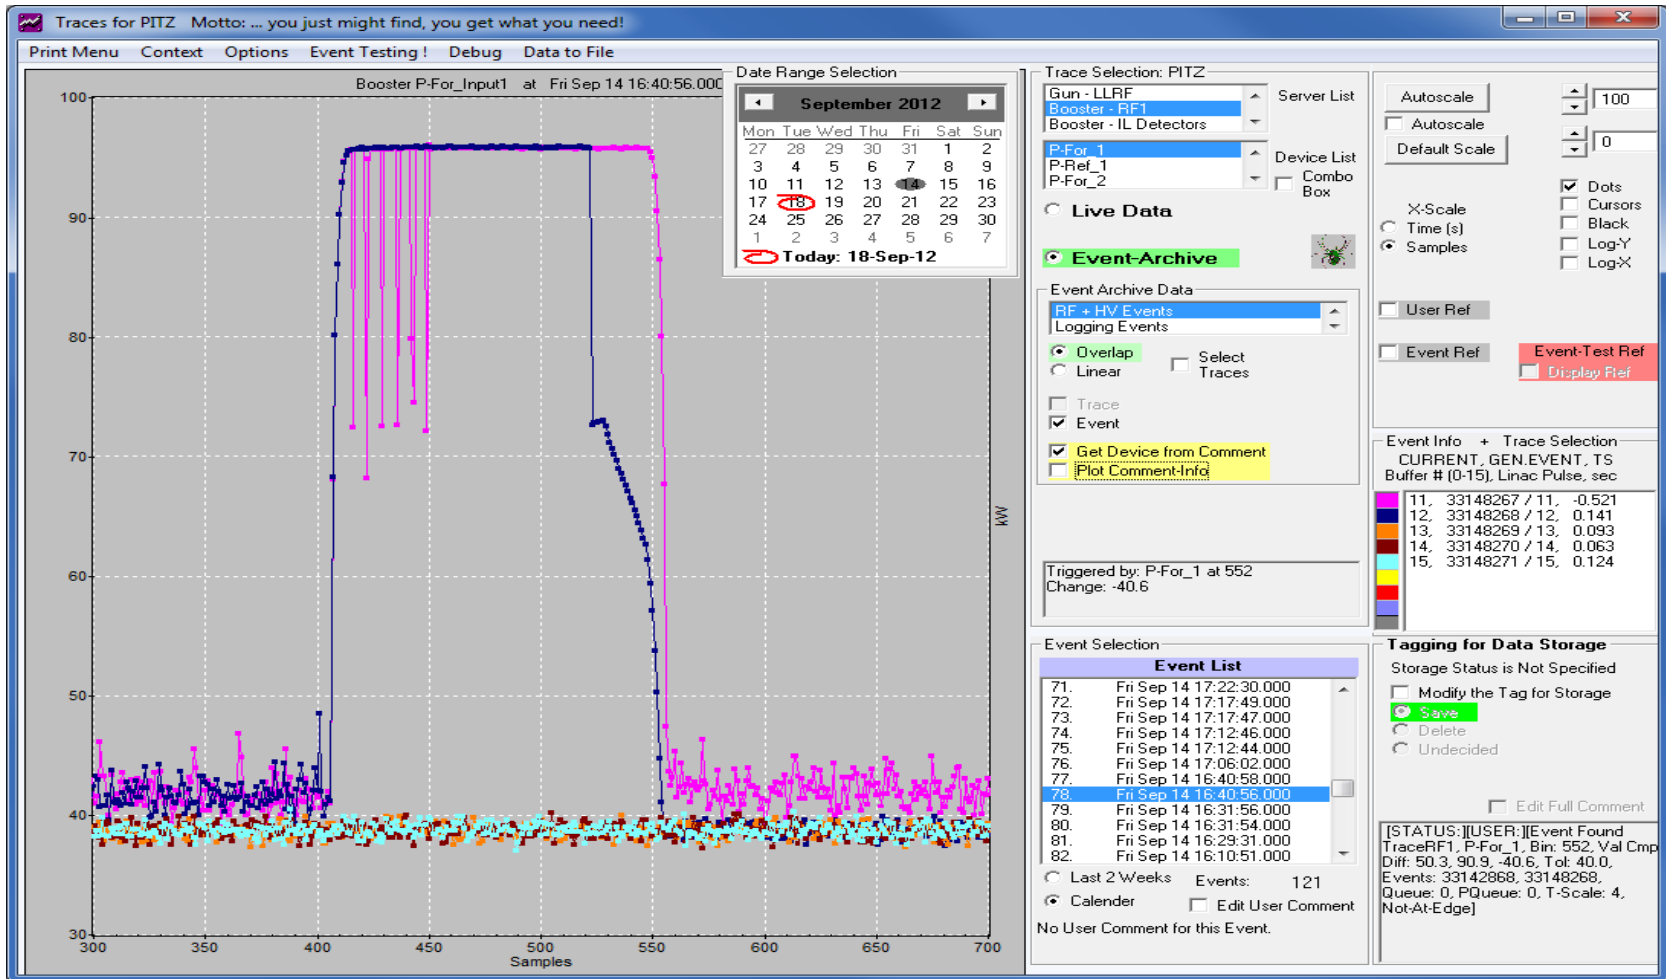 Traces for PITZ   Motto: ... you just might find, you get what you need!
Print Menu   Context   Options   Event Testing !   Debug   Data to File
Booster P-For_Input1   at   Fri Sep 14 16:40:56.000
100
90
80
70
60
50
40
30
300 350 400 450 500 550 600 650 700
Samples
kW
Date Range Selection
September 2012
Mon Tue Wed Thu Fri Sat Sun
27 28 29 30 31 1 2
3 4 5 6 7 8 9
10 11 12 13 14 15 16
17 18 19 20 21 22 23
24 25 26 27 28 29 30
1 2 3 4 5 6 7
Today: 18-Sep-12
Trace Selection: PITZ
Gun - LLRF
Booster - RF1
Booster - IL Detectors
Server List
P-For_1
P-Ref_1
P-For_2
Device List
Combo
Box
Live Data
Event-Archive
Event Archive Data
RF + HV Events
Logging Events
Overlap
Linear
Select
Traces
Trace
Event
Get Device from Comment
Plot Comment-Info
Triggered by: P-For_1 at 552
Change: -40.6
Event Selection
Event List
71. Fri Sep 14 17:22:30.000
72. Fri Sep 14 17:17:49.000
73. Fri Sep 14 17:17:47.000
74. Fri Sep 14 17:12:46.000
75. Fri Sep 14 17:12:44.000
76. Fri Sep 14 17:06:02.000
77. Fri Sep 14 16:40:58.000
78. Fri Sep 14 16:40:56.000
79. Fri Sep 14 16:31:56.000
80. Fri Sep 14 16:31:54.000
81. Fri Sep 14 16:29:31.000
82. Fri Sep 14 16:10:51.000
Last 2 Weeks
Events: 121
Calender
Edit User Comment
No User Comment for this Event.
Autoscale
100
Autoscale
Default Scale
0
Dots
Cursors
Black
Log-Y
Log-X
X-Scale
Time (s)
Samples
User Ref
Event Ref
Event-Test Ref
Display Ref
Event Info + Trace Selection
CURRENT, GEN.EVENT, TS
Buffer # (0-15), Linac Pulse, sec
11, 33148267 / 11, -0.521
12, 33148268 / 12, 0.141
13, 33148269 / 13, 0.093
14, 33148270 / 14, 0.063
15, 33148271 / 15, 0.124
Tagging for Data Storage
Storage Status is Not Specified
Modify the Tag for Storage
Save
Delete
Undecided
Edit Full Comment
[STATUS:][USER:][Event Found
TraceRF1, P-For_1, Bin: 552, Val Cmp
Diff: 50.3, 90.9, -40.6, Tol: 40.0,
Events: 33142868, 33148268,
Queue: 0, PQueue: 0, T-Scale: 4,
Not-At-Edge]